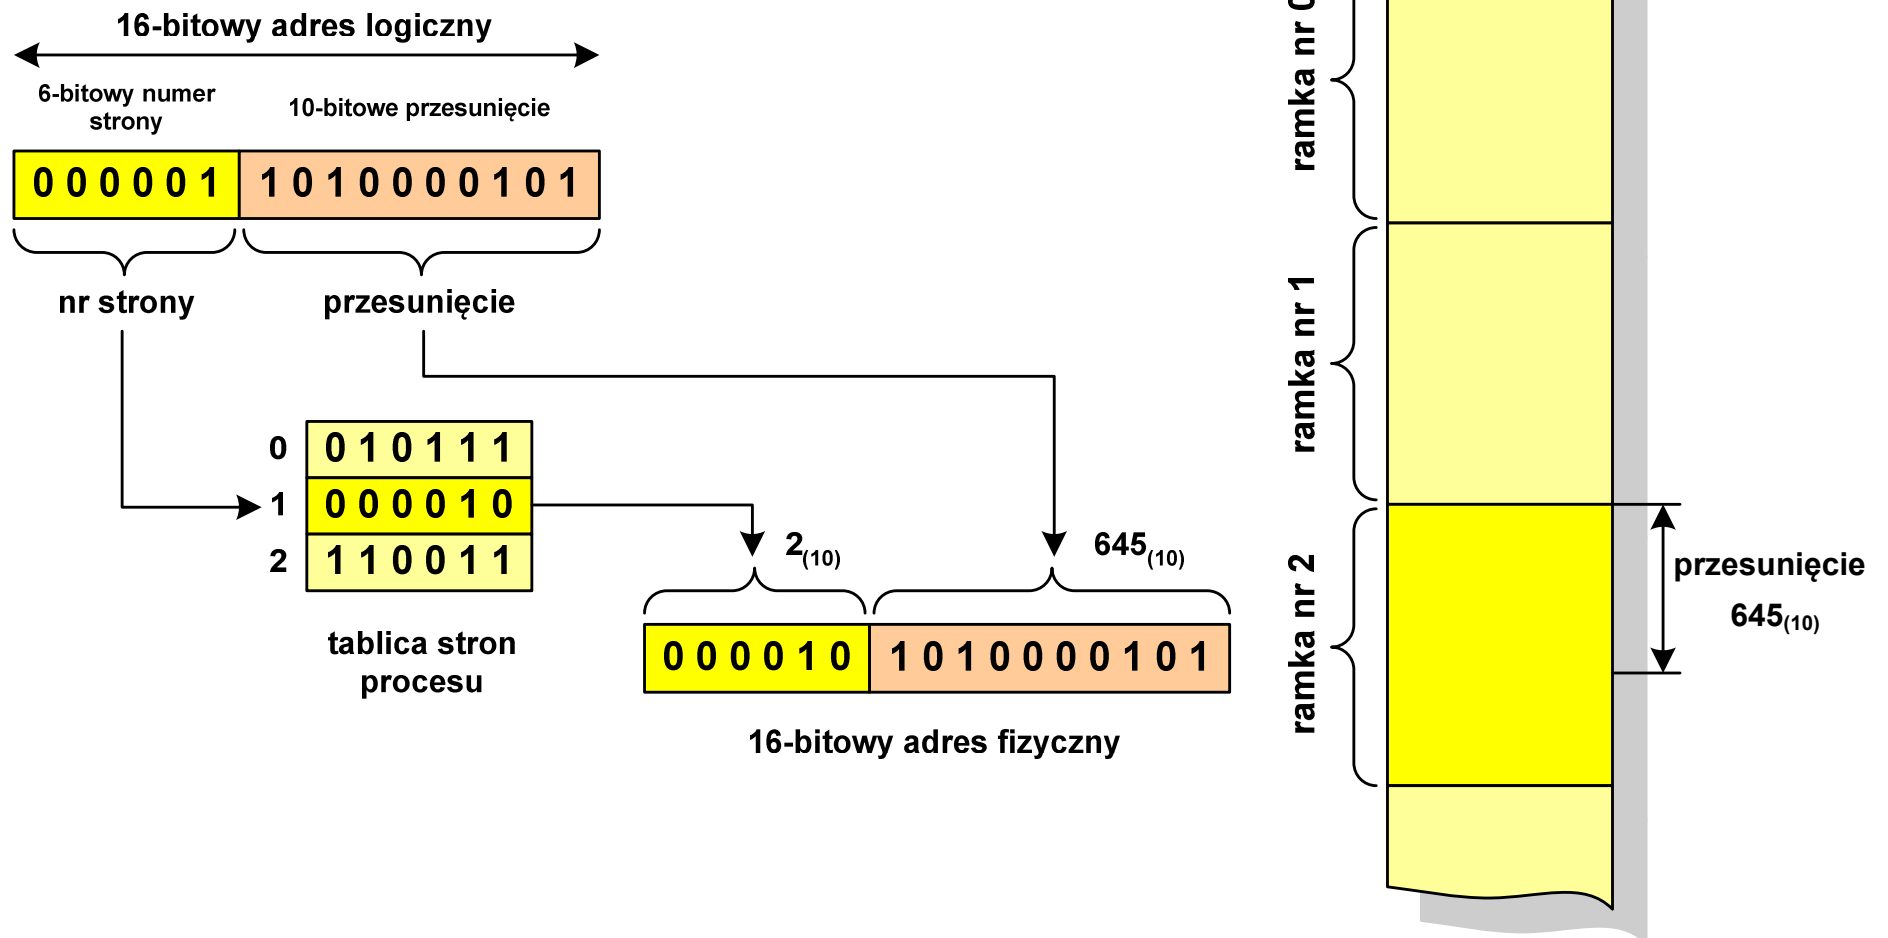 16-bitowy adres logiczny
6-bitowy numer
strony
10-bitowe przesunięcie
0 0 0 0 0 1
1 0 1 0 0 0 0 1 0 1
nr strony
przesunięcie
0
0 1 0 1 1 1
1
0 0 0 0 1 0
2
1 1 0 0 1 1
tablica stron
procesu
2(10)
645(10)
0 0 0 0 1 0
1 0 1 0 0 0 0 1 0 1
16-bitowy adres fizyczny
ramka nr 0
ramka nr 1
ramka nr 2
przesunięcie
645(10)